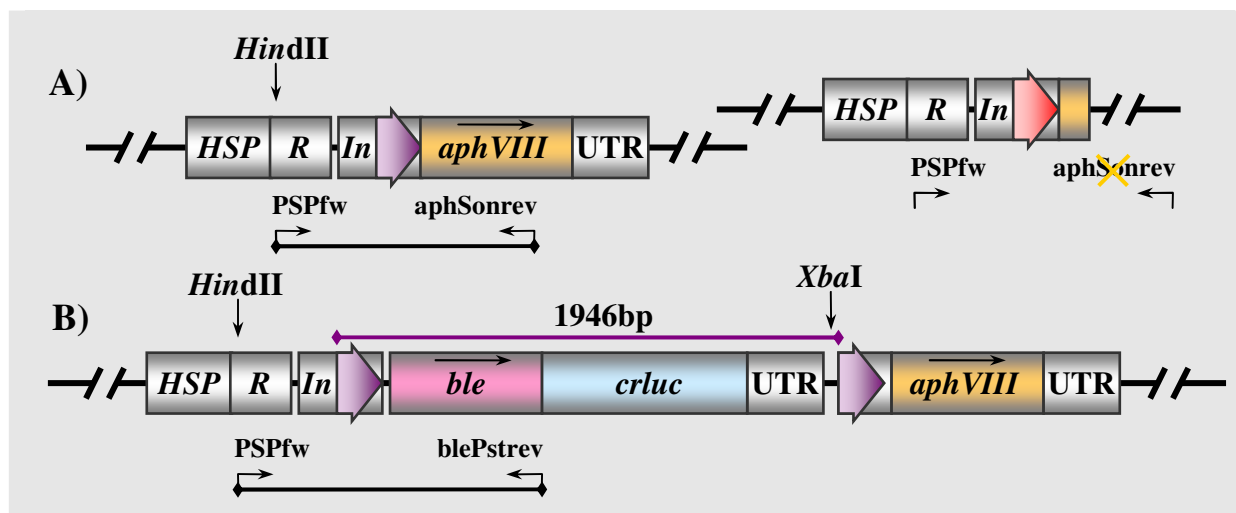 A)
HindII
HSP R In aphVIII UTR
PSPfw aphSonrev
HSP R In
PSPfw aphSonrev
B)
HindII
1946bp
XbaI
HSP R In ble crluc UTR aphVIII UTR
PSPfw blePstrev